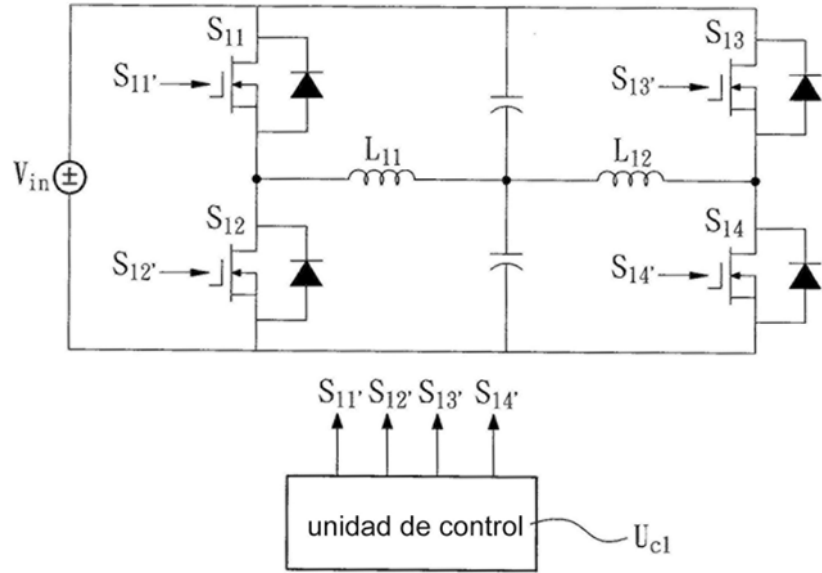 S11 S13
S11' S13'
L11 L12
Vin ±
S12 S14
S12' S14'
S11' S12' S13' S14'
unidad de control
Uc1